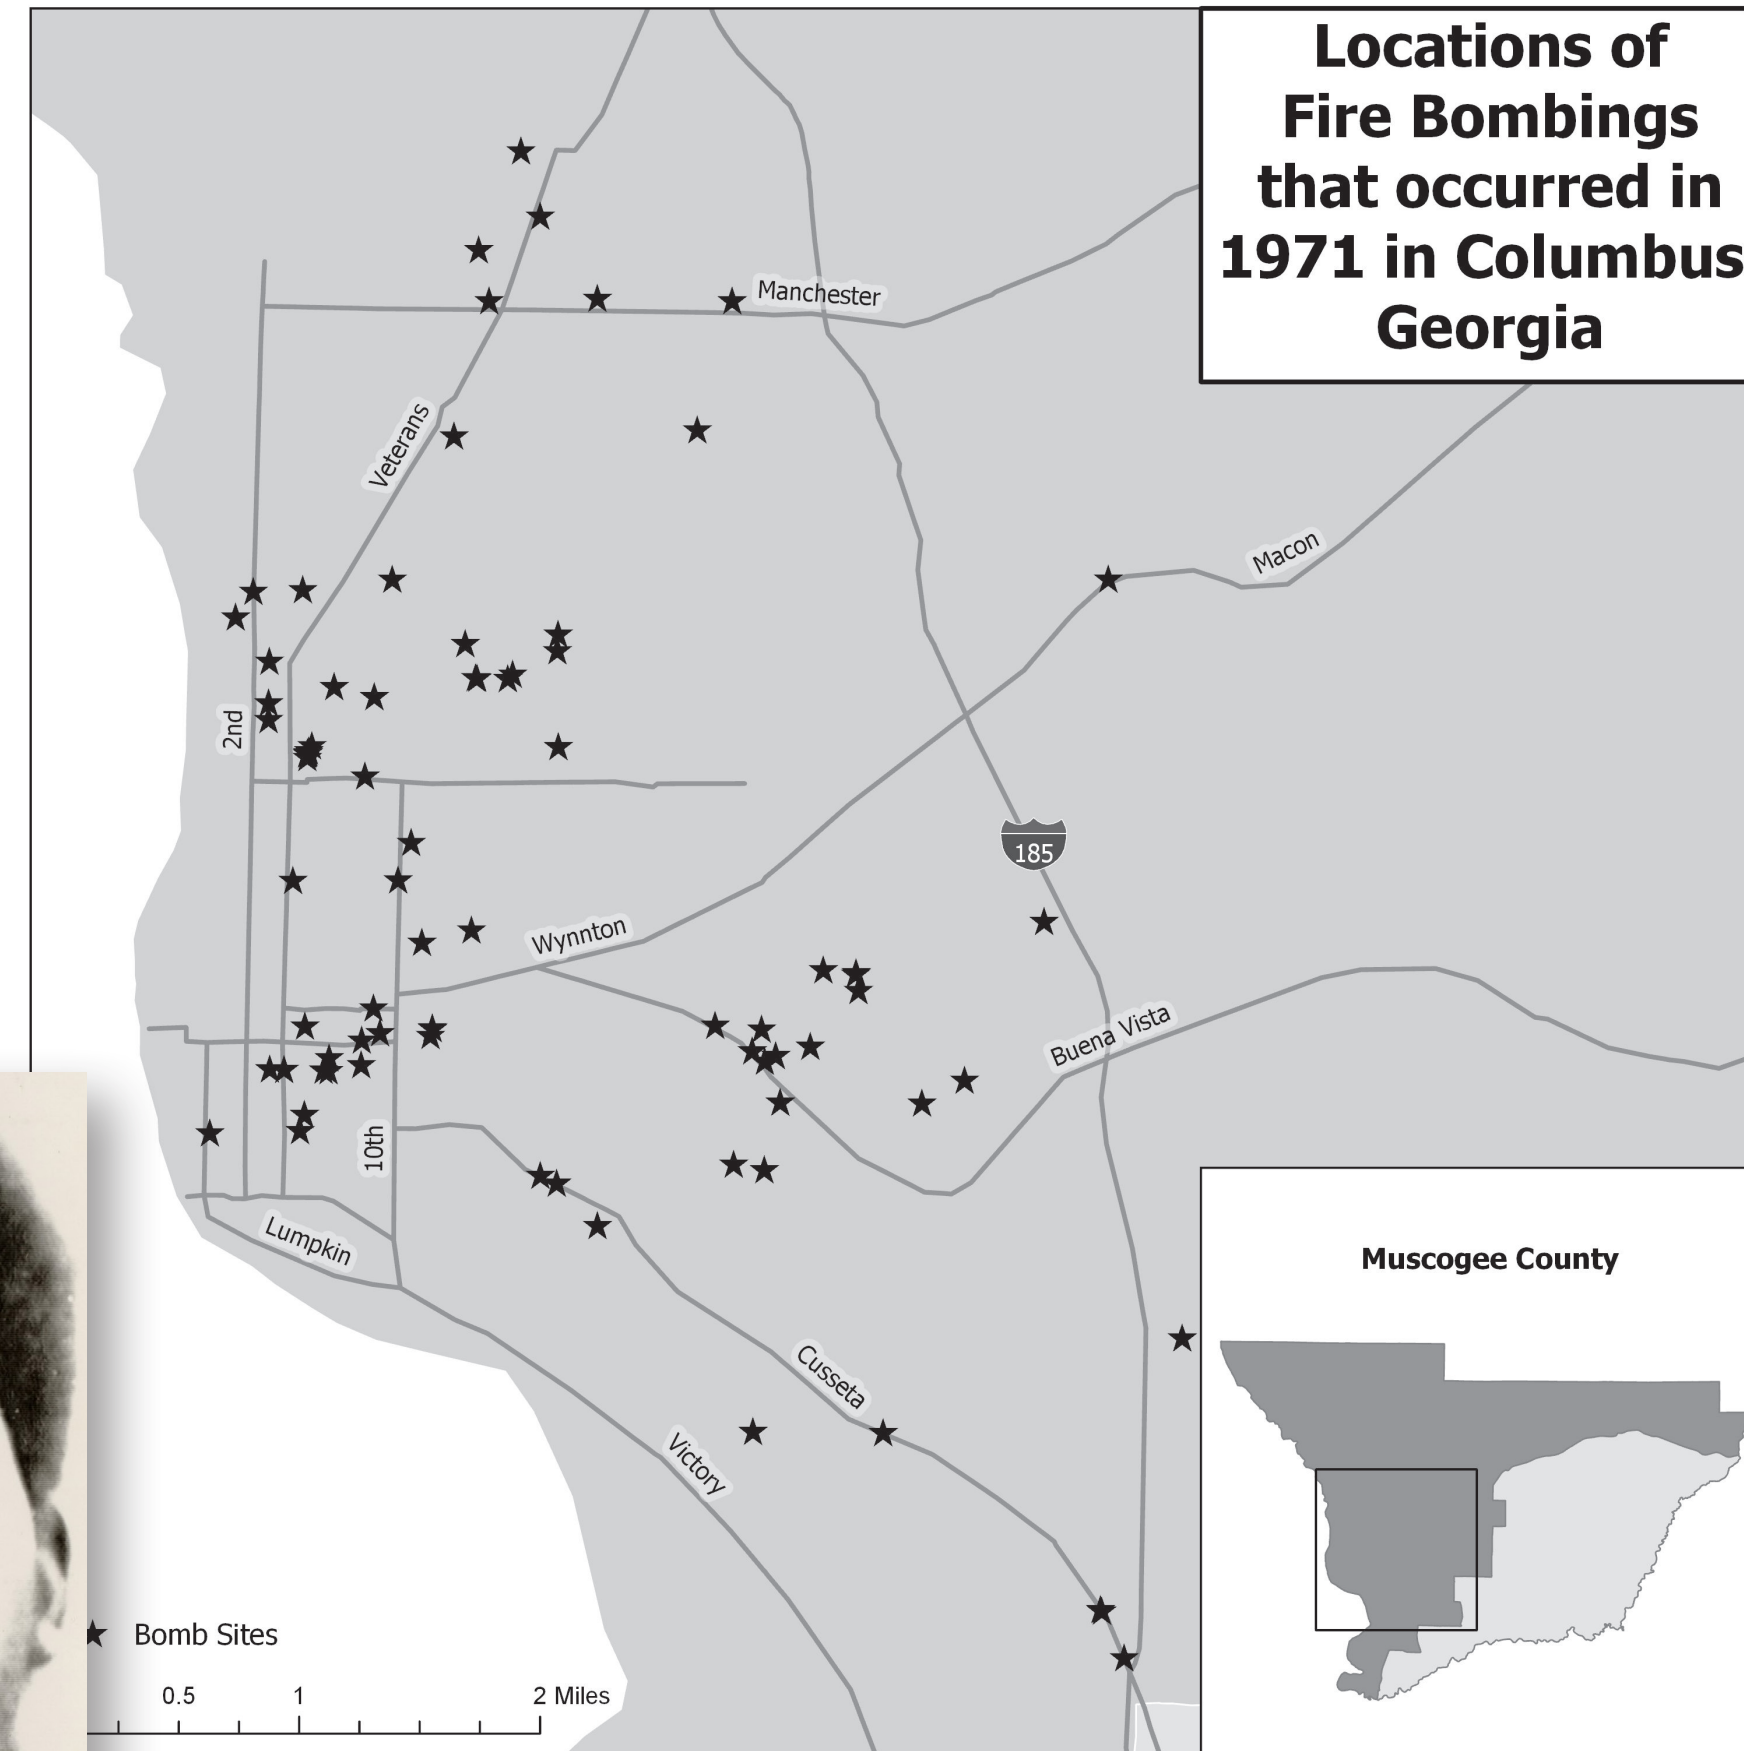 Locations of
Fire Bombings
that occurred in
1971 in Columbus
Georgia
Manchester
Veterans
Macon
2nd
185
Wynnton
Buena Vista
10th
Lumpkin
Cusseta
Victory
Muscogee County
Bomb Sites
0.5 1 2 Miles